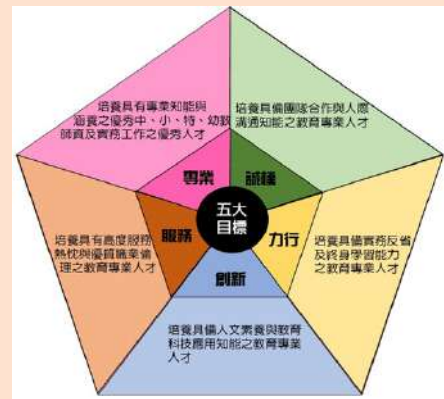 培養具有專業知能與
涵養之優秀中、小、特、幼教
師資及實務工作之優秀人才
培養具備團隊合作與人際
溝通知能之教育專業人才
專業
誠樸
五大
目標
服務
力行
創新
培養具有高度服務
熱忱與優質職業倫
理之教育專業人才
培養具備實務反省
及終身學習能力
之教育專業人才
培養具備人文素養與教育
科技應用知能之教育專業
人才